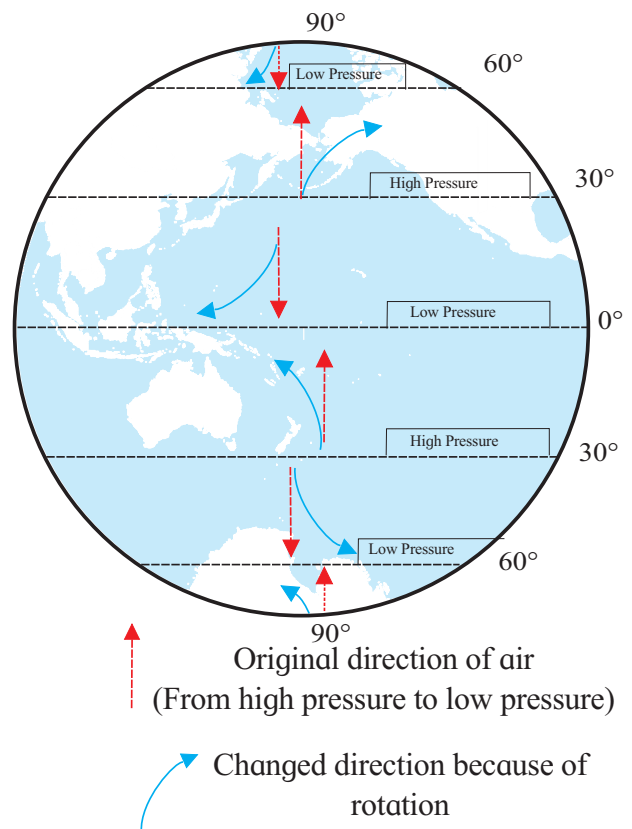 90°
60°
Low Pressure
30°
High Pressure
Low Pressure
0°
High Pressure
30°
Low Pressure
60°
90°
Original direction of air
(From high pressure to low pressure)
Changed direction because of
rotation